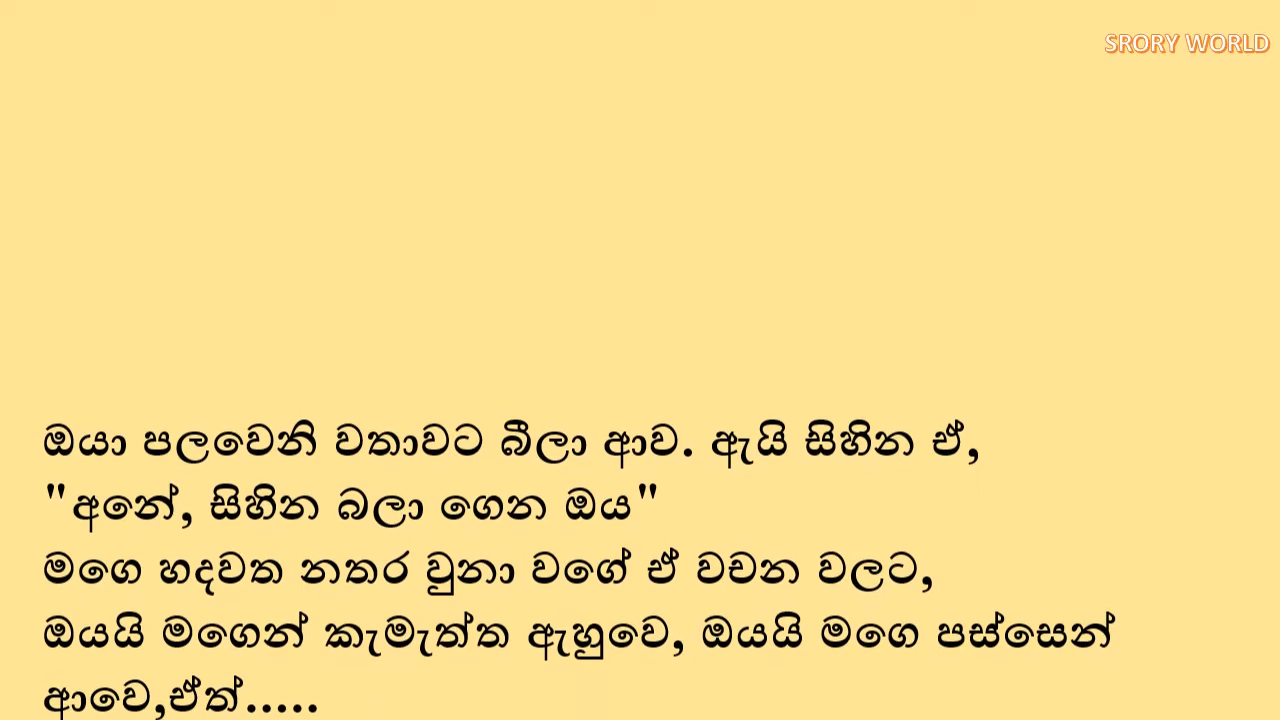 SRORY WORLD
ඔයා පලවෙනි වතාවට බීලා ආව. ඇයි සිහින ඒ,
"අනේ, සිහින බලා ගෙන ඔය"
මගෙ හදවත නතර වුනා වගේ ඒ වචන වලට,
ඔයයි මගෙන් කැමැත්ත ඇහුවෙ, ඔයයි මගෙ පස්සෙන්
ආවෙ,ඒත්.....